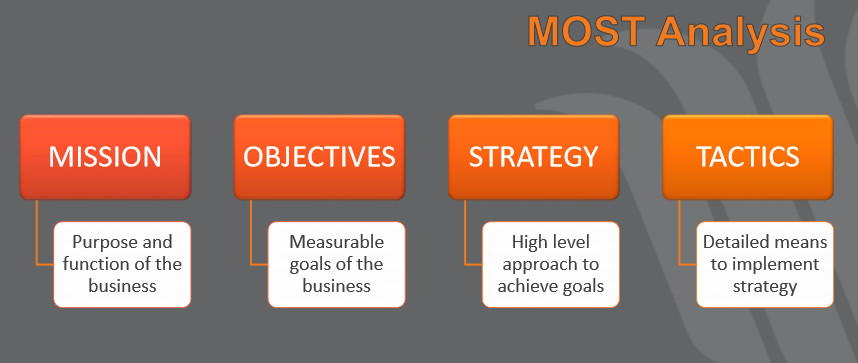 MOST Analysis
MISSION
Purpose and
function of the
business
OBJECTIVES
Measurable
goals of the
business
STRATEGY
High level
approach to
achieve goals
TACTICS
Detailed means
to implement
strategy